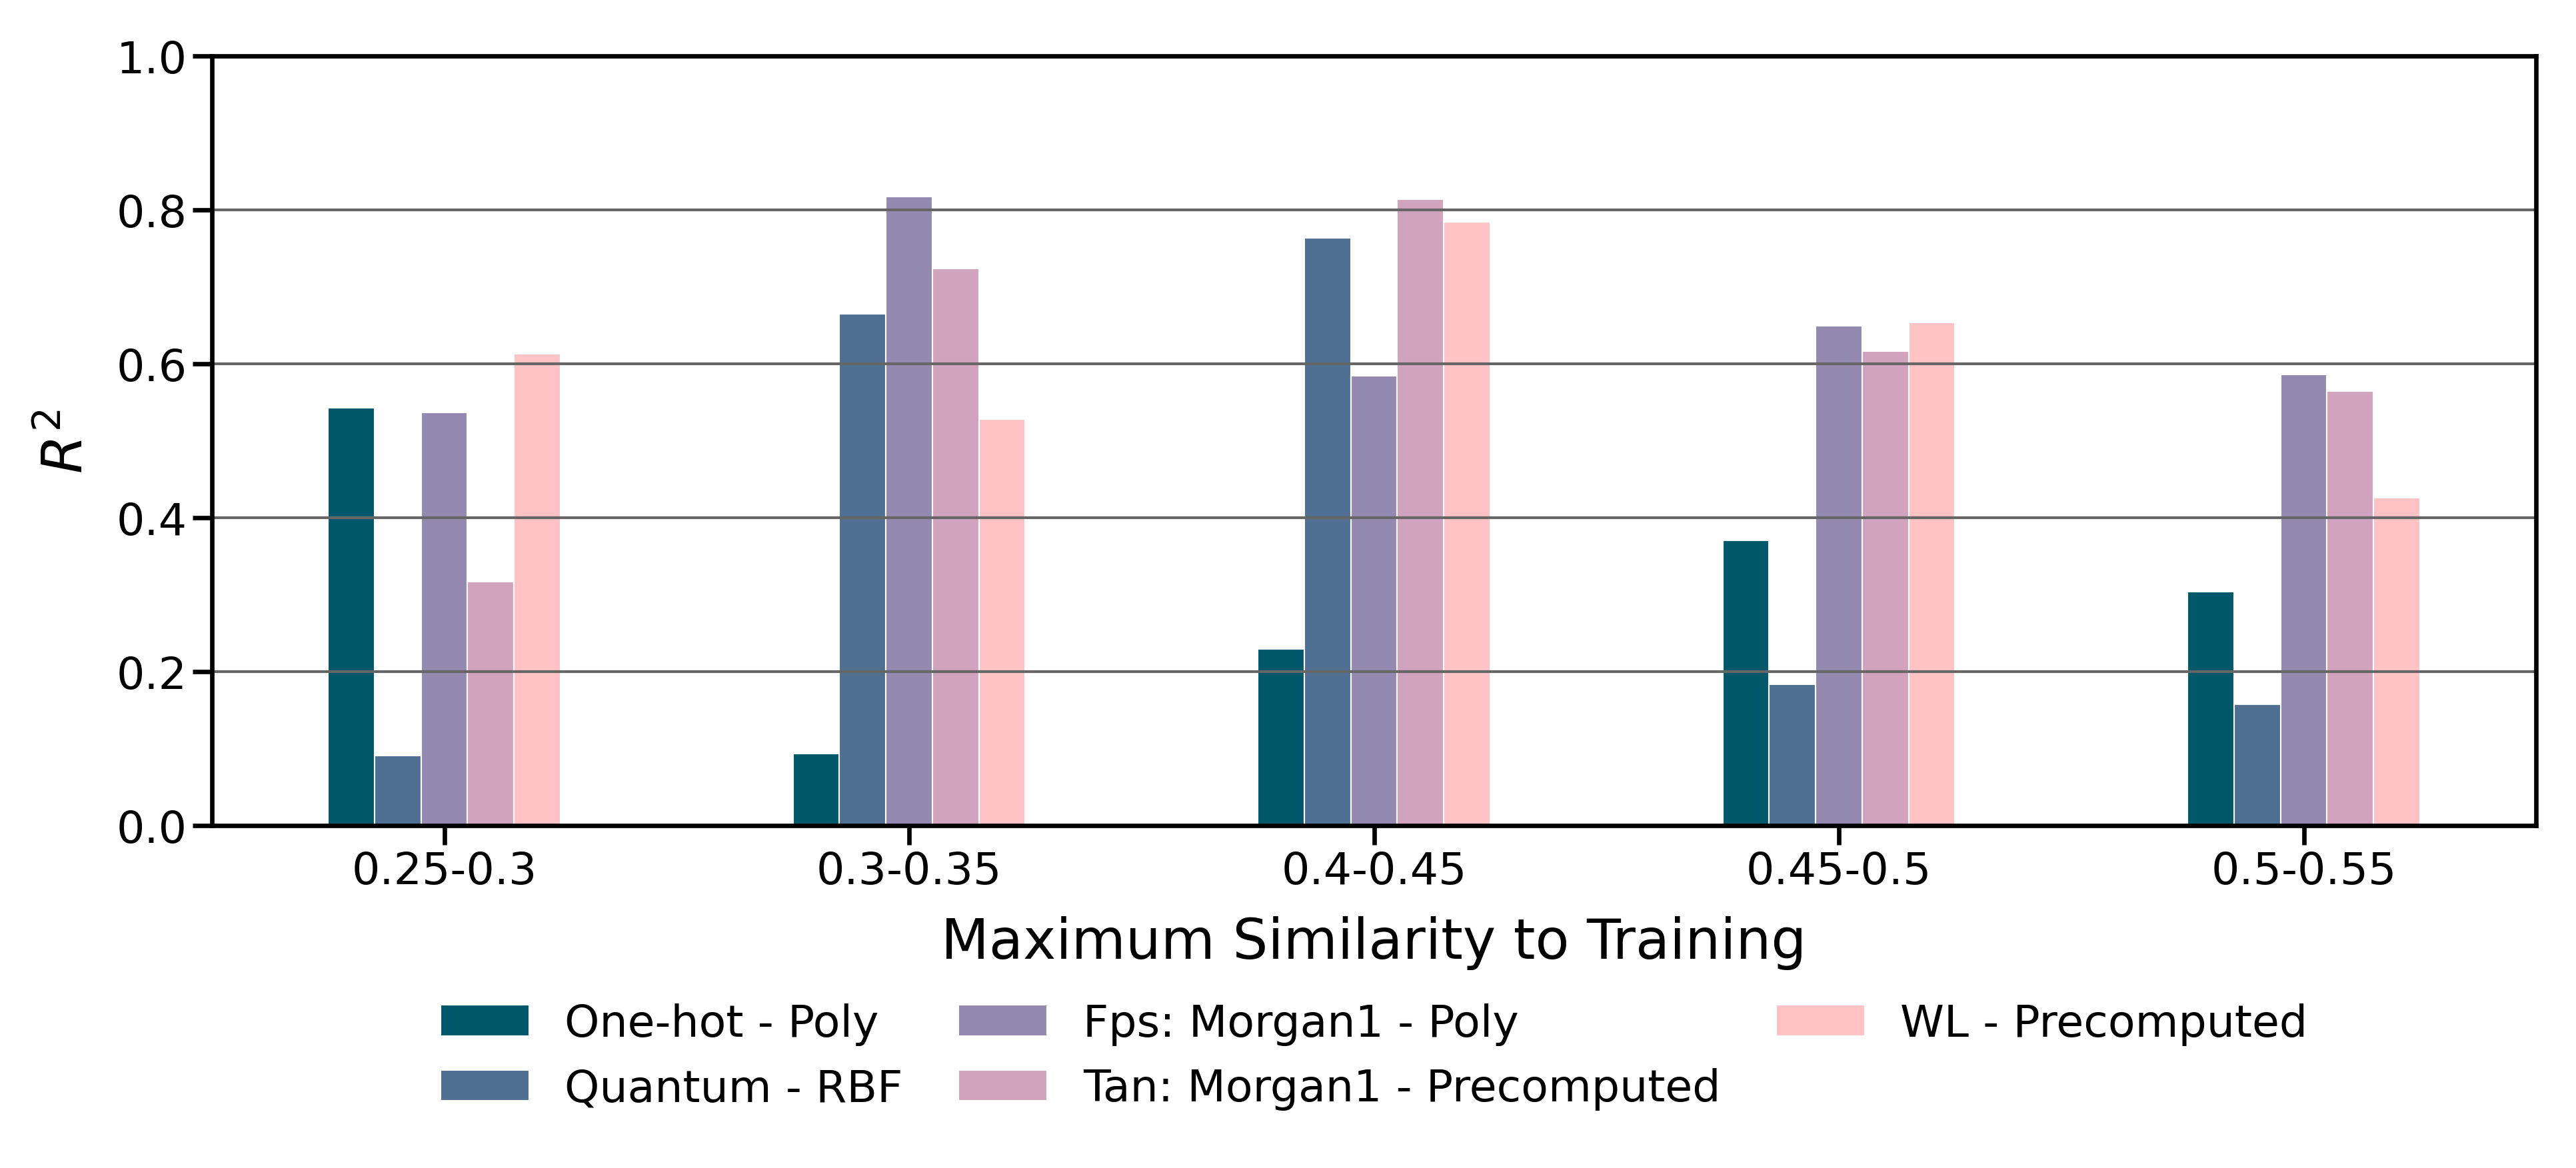 1.0
0.8
0.6
0.4
0.2
0.0
R²
0.25-0.3 0.3-0.35 0.4-0.45 0.45-0.5 0.5-0.55
Maximum Similarity to Training
One-hot - Poly Fps: Morgan1 - Poly WL - Precomputed
Quantum - RBF Tan: Morgan1 - Precomputed